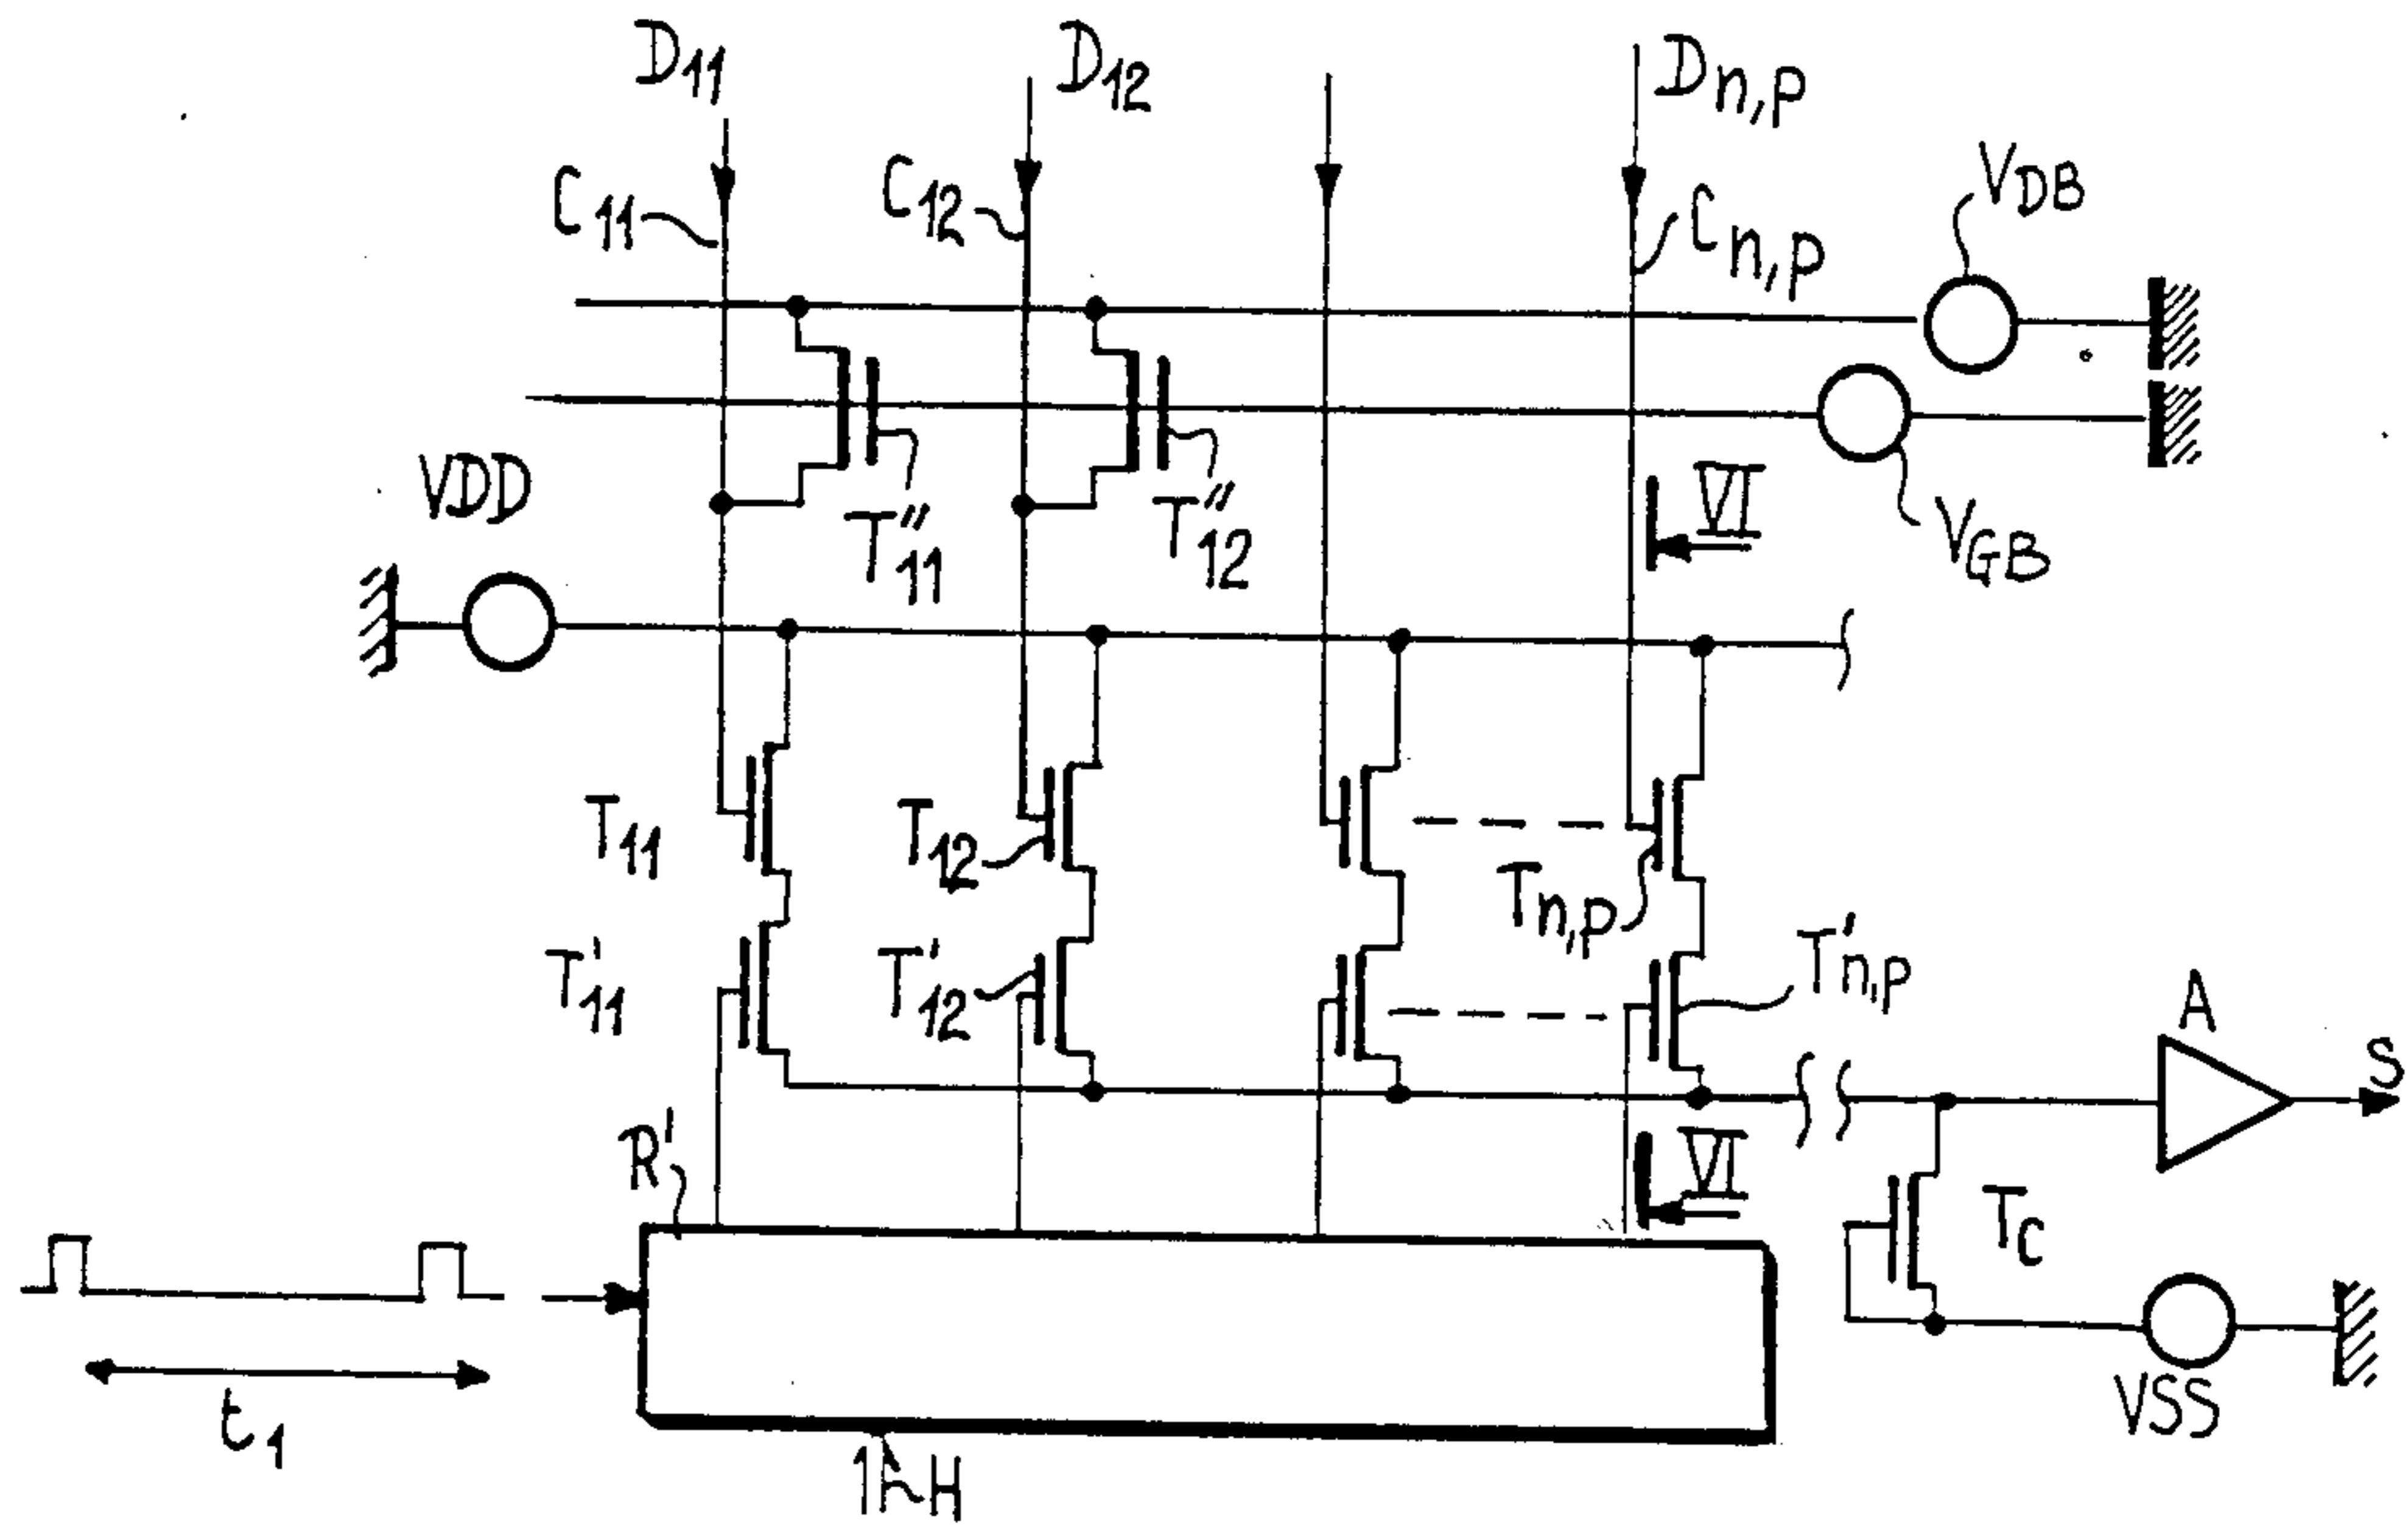 D11
D12
Dn,p
C11
C12
Cn,p
VDB
VDD
T"11
T"12
VI
VGB
T11
T12
Tn,p
T'11
T'12
T'n,p
A
S
R'
VI
TC
t1
H
VSS